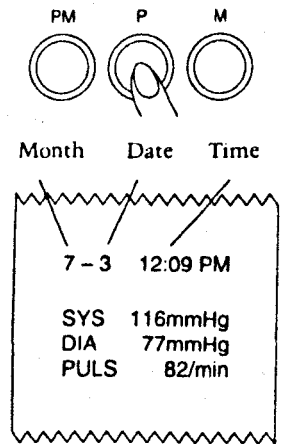 PM P M
Month Date Time
7 – 3 12:09 PM
SYS 116mmHg
DIA 77mmHg
PULS 82/min